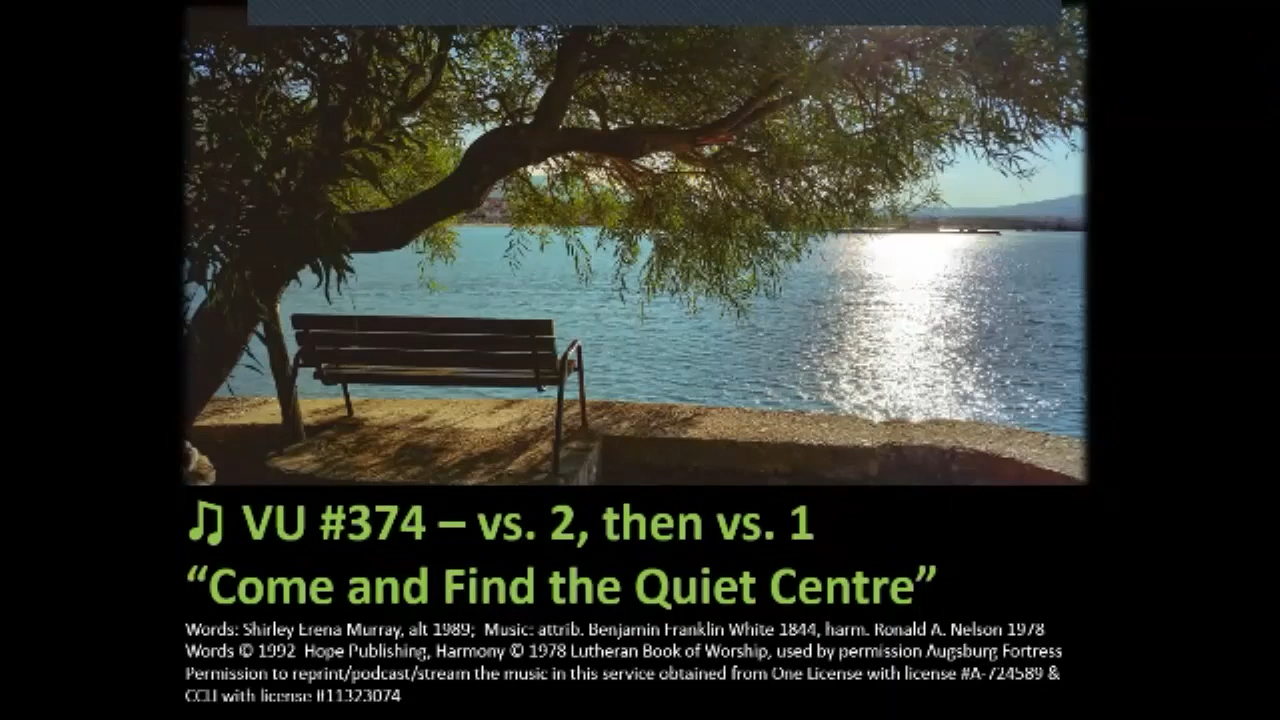 ♫ VU #374 – vs. 2, then vs. 1
“Come and Find the Quiet Centre”
Words: Shirley Erena Murray, alt 1989; Music: attrib. Benjamin Franklin White 1844, harm. Ronald A. Nelson 1978
Words © 1992 Hope Publishing, Harmony © 1978 Lutheran Book of Worship, used by permission Augsburg Fortress
Permission to reprint/podcast/stream the music in this service obtained from One License with license #A-724589 &
CCLI with license #11323074